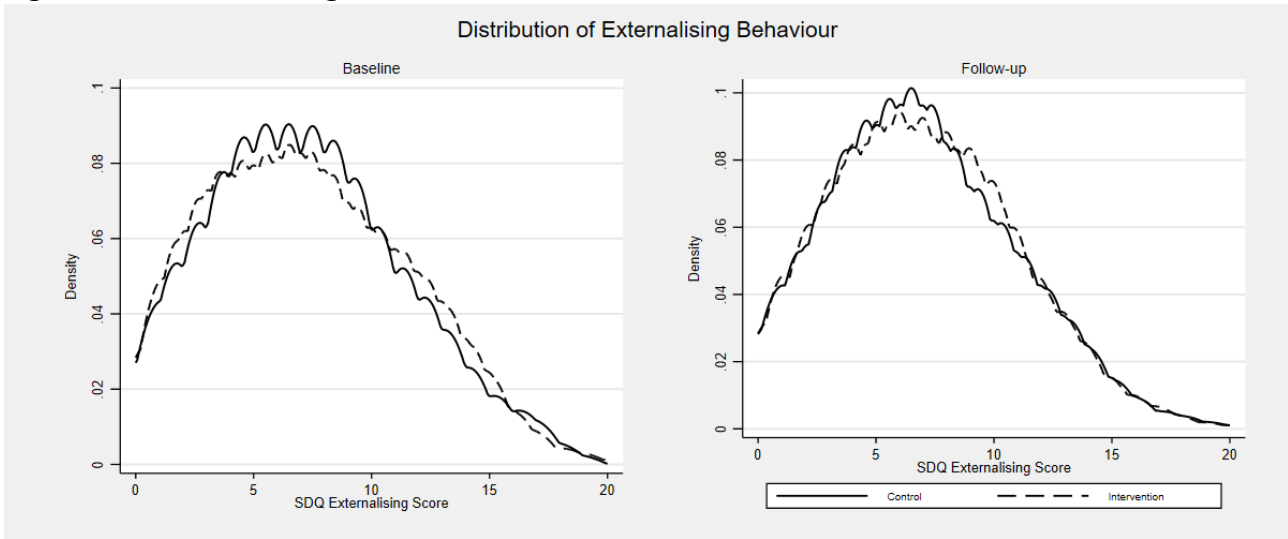 Distribution of Externalising Behaviour
Baseline
Density
.1
.08
.06
.04
.02
0
0 5 10 15 20
SDQ Externalising Score
Follow-up
Density
.1
.08
.06
.04
.02
0
0 5 10 15 20
SDQ Externalising Score
Control Intervention